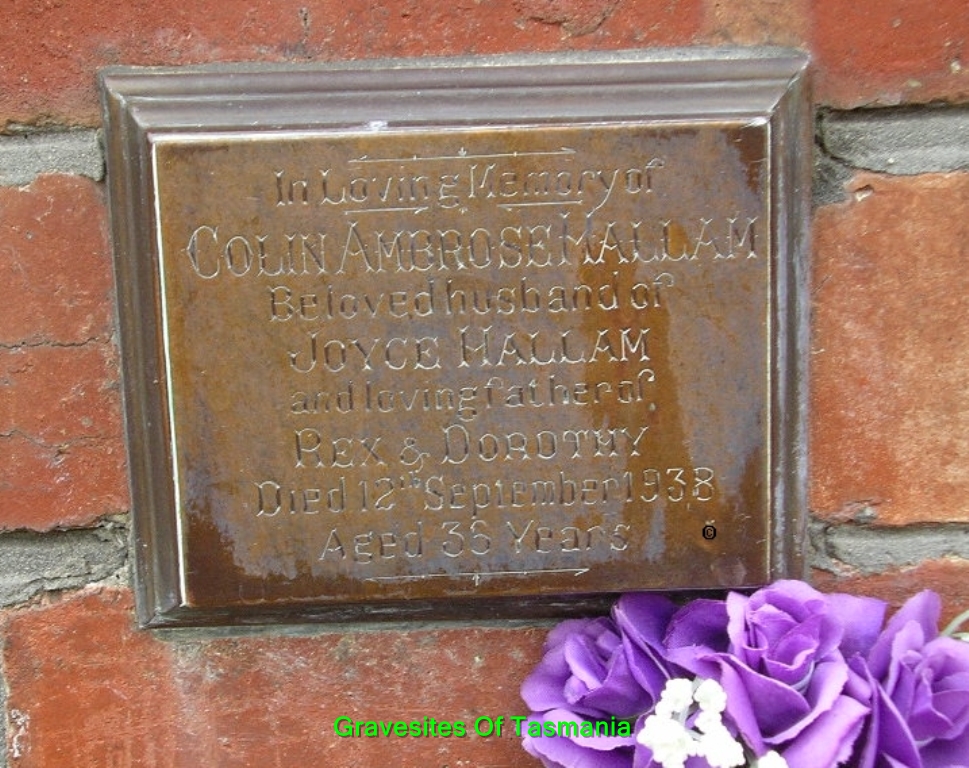 In Loving Memory of
COLIN AMBROSE HALLAM
Beloved husband of
JOYCE HALLAM
and loving father of
REX & DOROTHY
Died 12th September 1938
Aged 36 Years
©
Gravesites Of Tasmania